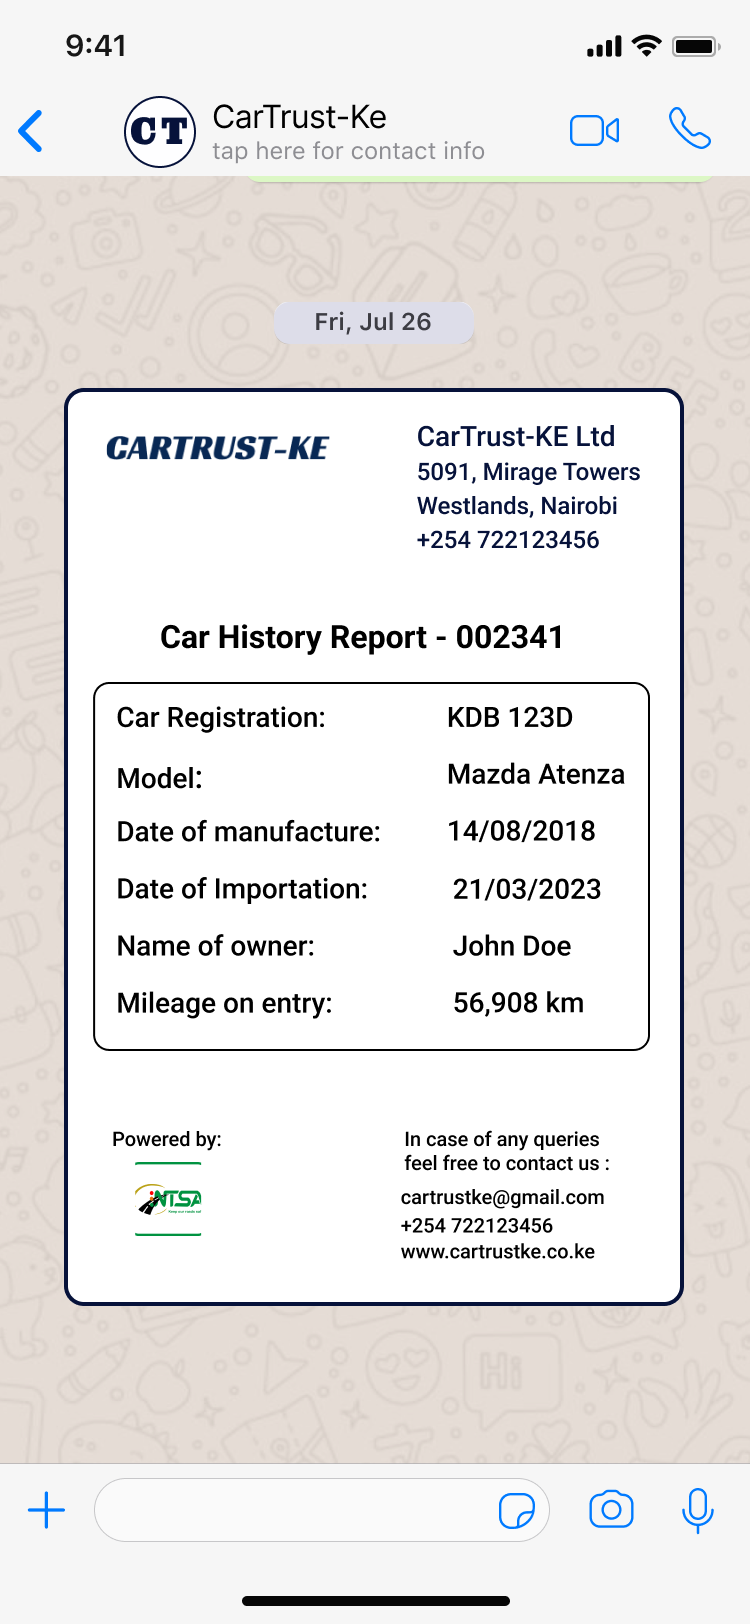 9:41
CT
CarTrust-Ke
tap here for contact info
Fri, Jul 26
CARTRUST-KE
CarTrust-KE Ltd
5091, Mirage Towers
Westlands, Nairobi
+254 722123456
Car History Report - 002341
Car Registration: KDB 123D
Model: Mazda Atenza
Date of manufacture: 14/08/2018
Date of Importation: 21/03/2023
Name of owner: John Doe
Mileage on entry: 56,908 km
Powered by:
NTSA
In case of any queries
feel free to contact us :
cartrustke@gmail.com
+254 722123456
www.cartrustke.co.ke
Hi